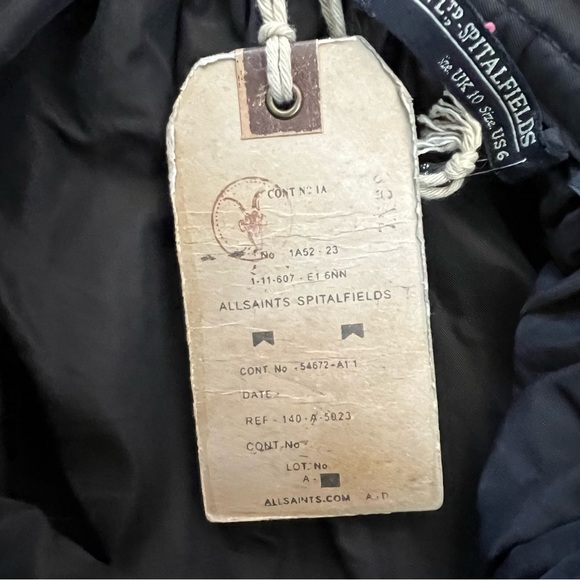 LTD. SPITALFIELDS
Size. UK 10 Size. US 6
CONT Nº 1A
No 1A52 - 23
1-11-607 - E1 6NN
ALLSAINTS SPITALFIELDS
CONT. No - 54672-A1 1
DATE -
REF - 140 - A - 5023
CONT. No
LOT. No
A -
ALLSAINTS.COM A.D